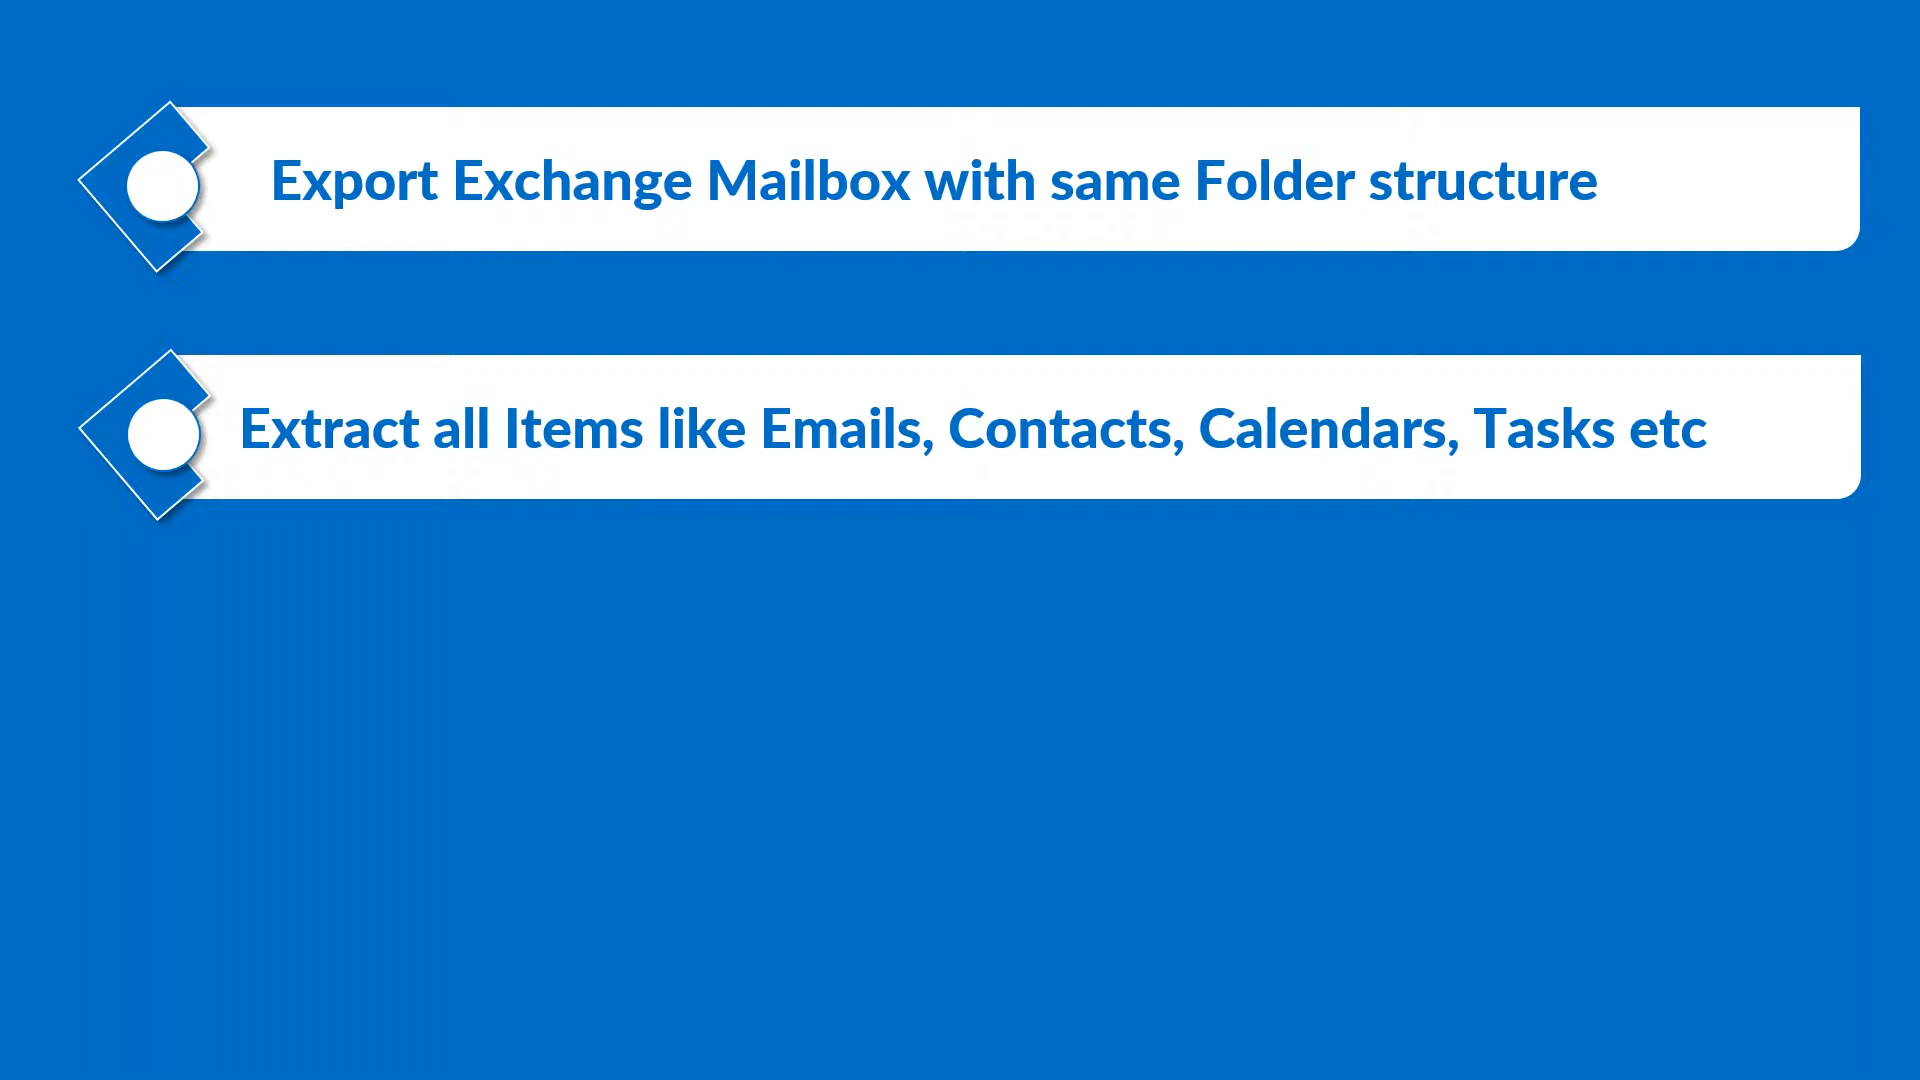 Export Exchange Mailbox with same Folder structure
Extract all Items like Emails, Contacts, Calendars, Tasks etc